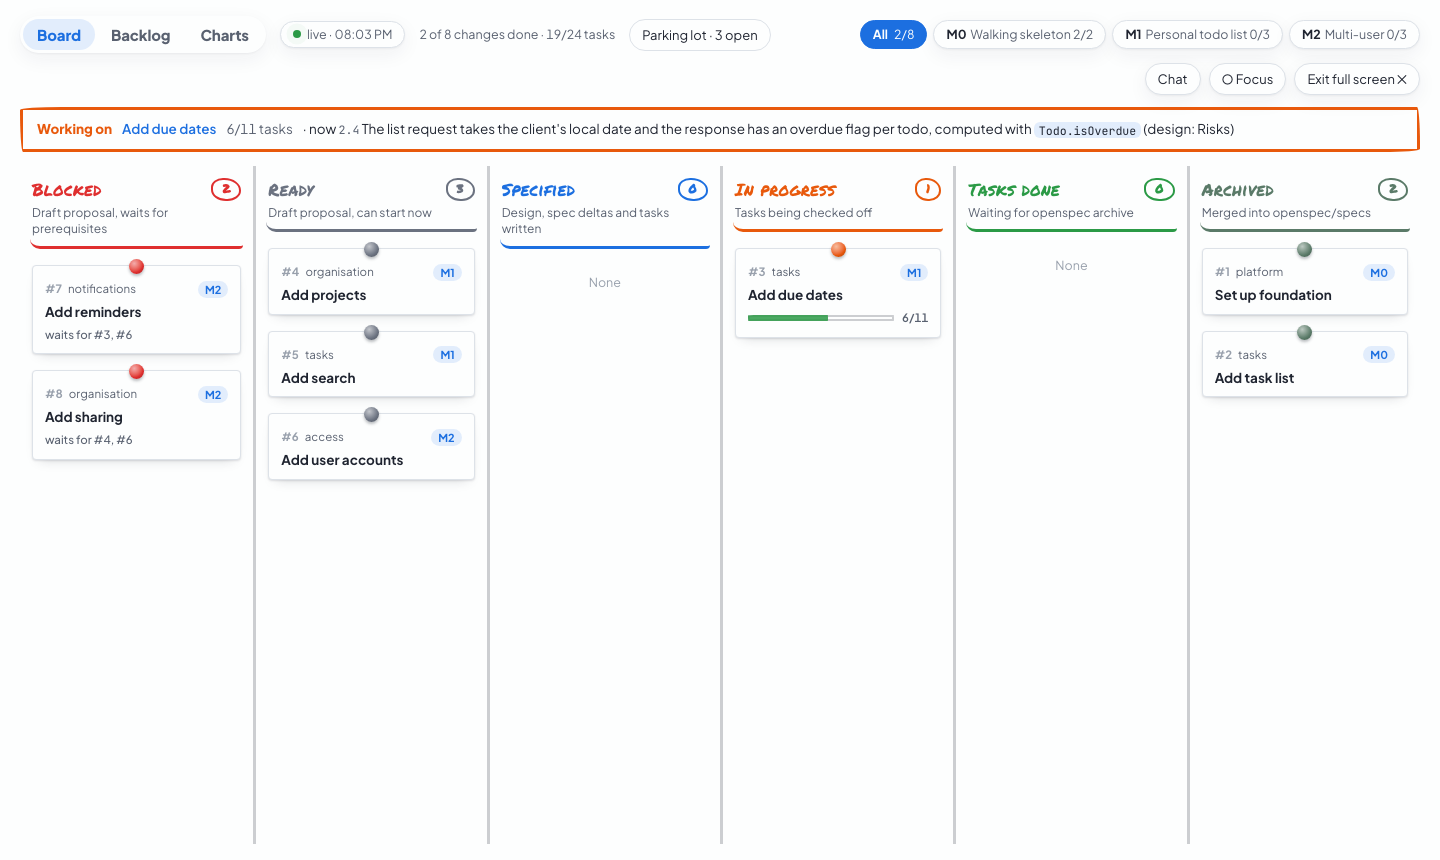 Board Backlog Charts live · 08:03 PM 2 of 8 changes done · 19/24 tasks Parking lot · 3 open All 2/8 M0 Walking skeleton 2/2 M1 Personal todo list 0/3 M2 Multi-user 0/3
Chat Focus Exit full screen ✕
Working on Add due dates 6/11 tasks · now 2.4 The list request takes the client's local date and the response has an overdue flag per todo, computed with Todo.isOverdue (design: Risks)
Blocked 2
Draft proposal, waits for
prerequisites
#7 notifications M2
Add reminders
waits for #3, #6
#8 organisation M2
Add sharing
waits for #4, #6
Ready 3
Draft proposal, can start now
#4 organisation M1
Add projects
#5 tasks M1
Add search
#6 access M2
Add user accounts
Specified 0
Design, spec deltas and tasks
written
None
In progress 1
Tasks being checked off
#3 tasks M1
Add due dates
6/11
Tasks done 0
Waiting for openspec archive
None
Archived 2
Merged into openspec/specs
#1 platform M0
Set up foundation
#2 tasks M0
Add task list